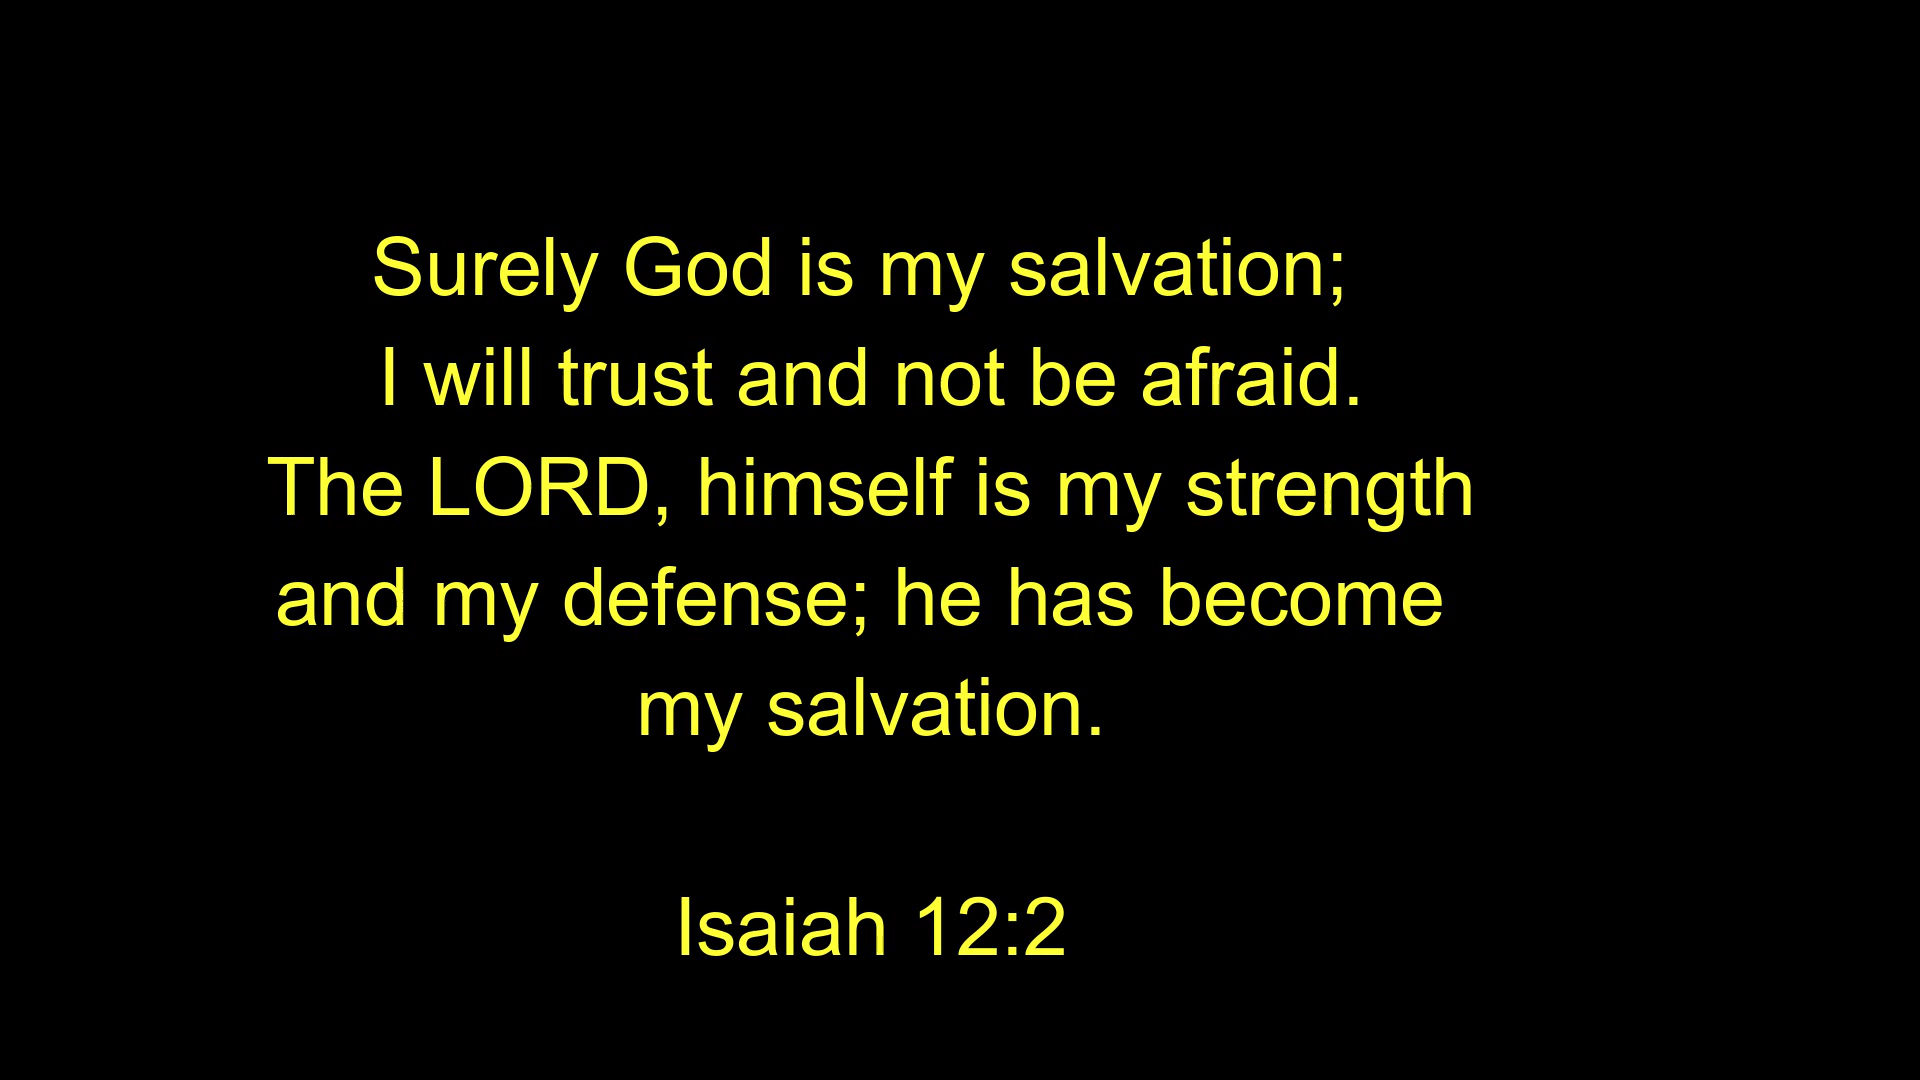 Surely God is my salvation;
I will trust and not be afraid.
The LORD, himself is my strength
and my defense; he has become
my salvation.
Isaiah 12:2